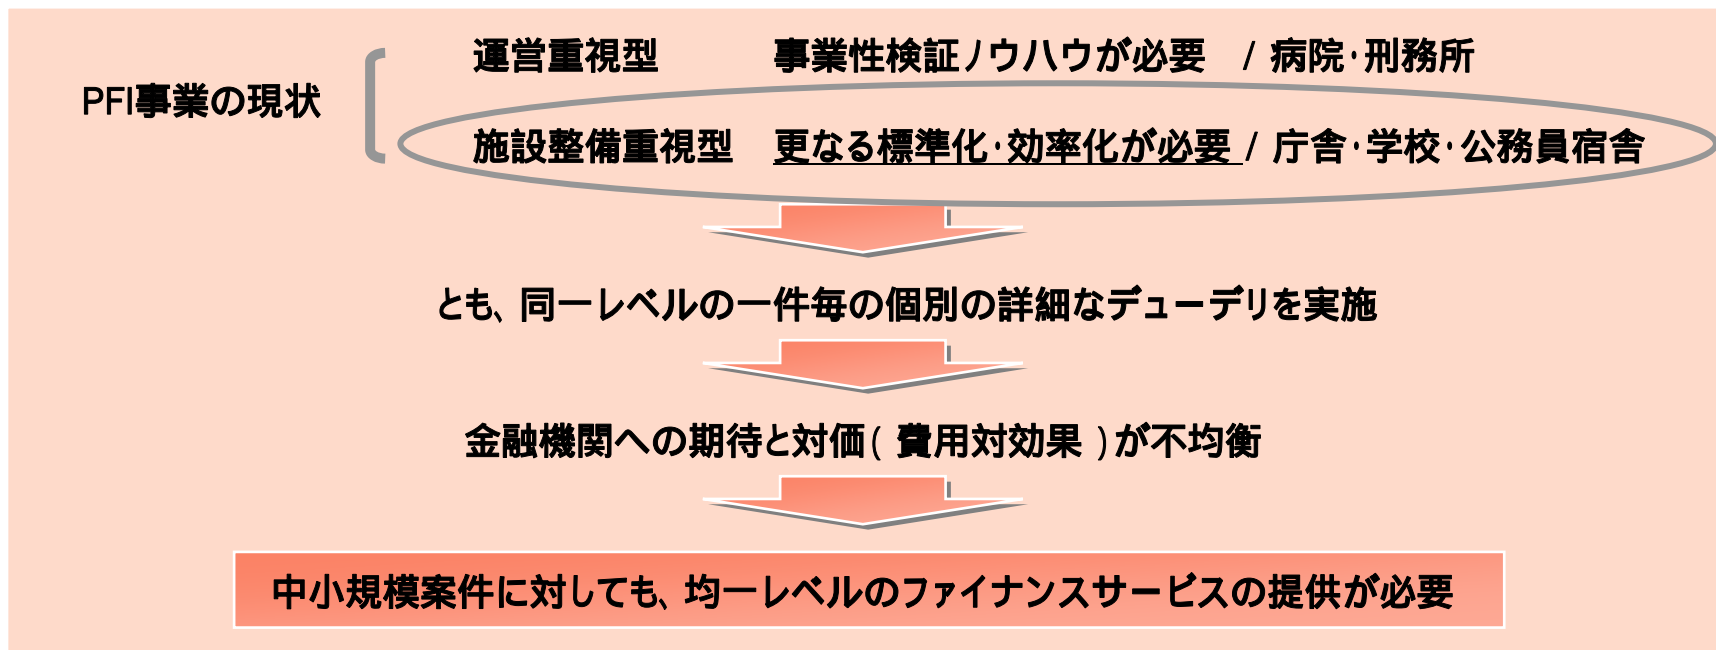 運営重視型 事業性検証ノウハウが必要 / 病院・刑務所
PFI事業の現状
施設整備重視型 更なる標準化・効率化が必要 / 庁舎・学校・公務員宿舎
とも、同一レベルの一件毎の個別の詳細なデューデリを実施
金融機関への期待と対価( 費用対効果 )が不均衡
中小規模案件に対しても、均一レベルのファイナンスサービスの提供が必要